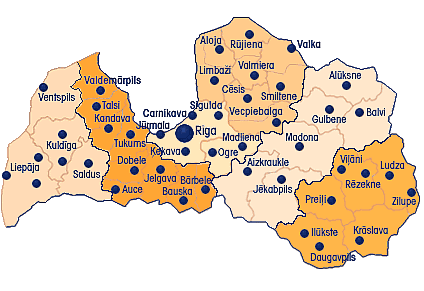 Aloja
Rūjiena
Valka
Limbaži
Valmiera
Valdemārpils
Alūksne
Ventspils
Cēsis
Smiltene
Talsi
Carnikava
Sigulda
Vecpiebalga
Kandava
Jūrmala
Rīga
Gulbene
Balvi
Kuldīga
Tukums
Madliena
Madona
Ķekava
Ogre
Liepāja
Dobele
Aizkraukle
Viļāni
Ludza
Saldus
Jelgava
Bārbele
Rēzekne
Auce
Bauska
Jēkabpils
Preiļi
Zilupe
Ilūkste
Krāslava
Daugavpils